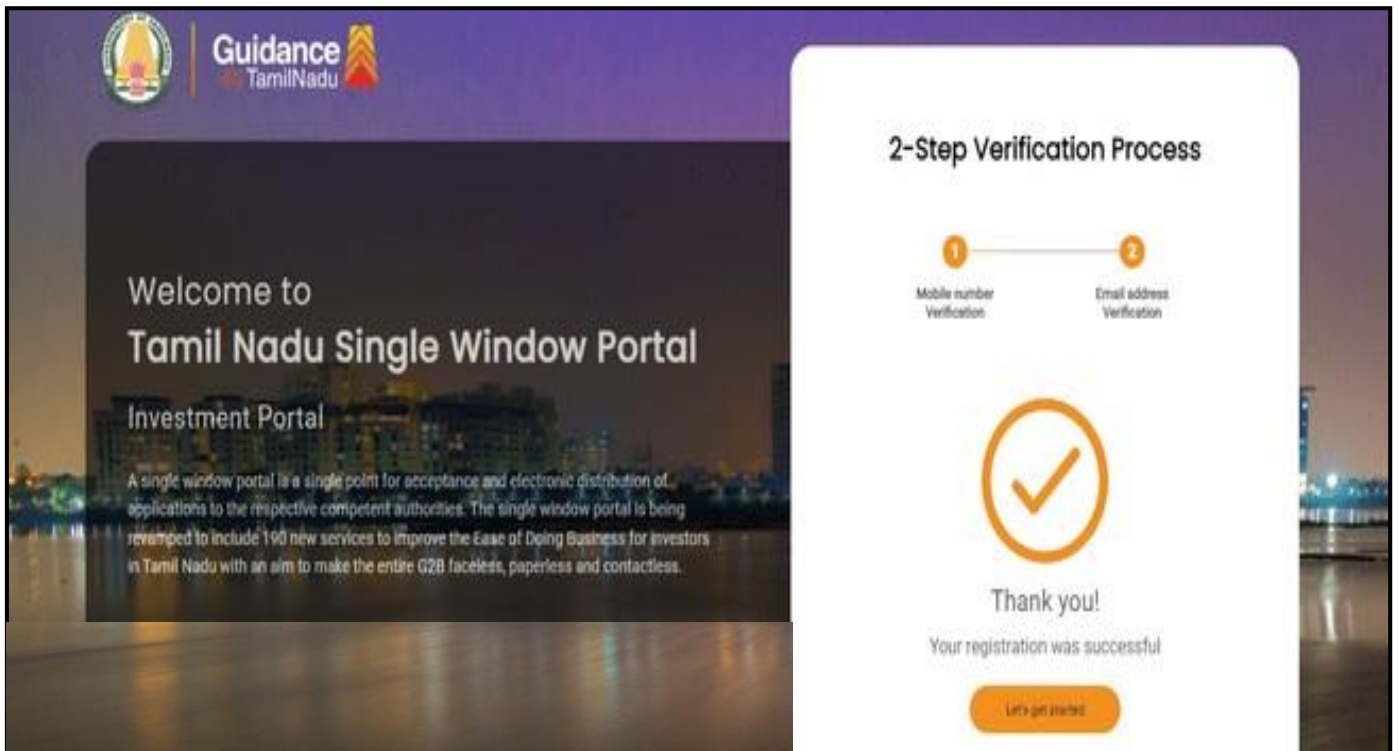 Guidance
TamilNadu
Welcome to
Tamil Nadu Single Window Portal
Investment Portal
A single window portal is a single point for acceptance and electronic distribution of
applications to the respective competent authorities. The single window portal is being
revamped to include 190 new services to improve the Ease of Doing Business for investors
in Tamil Nadu with an aim to make the entire G2B faceless, paperless and contactless.
2-Step Verification Process
1
2
Mobile number
Verification
Email address
Verification
Thank you!
Your registration was successful
Let's get started